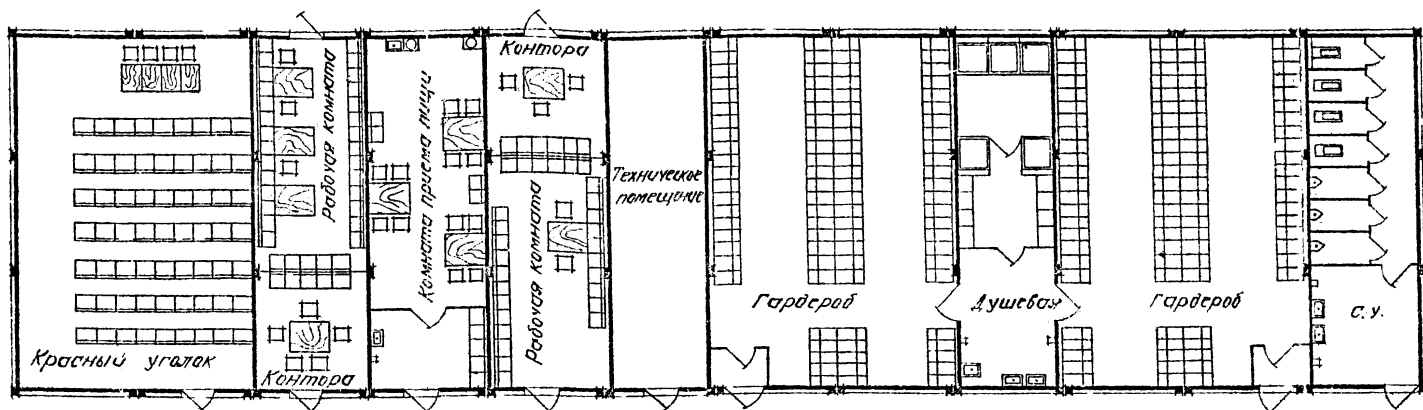 Красный уголок
Рабочая комната
Контора
Комната приема пищи
Контора
Рабочая комната
Техническое
помещение
Гардероб
Душевая
Гардероб
С.У.